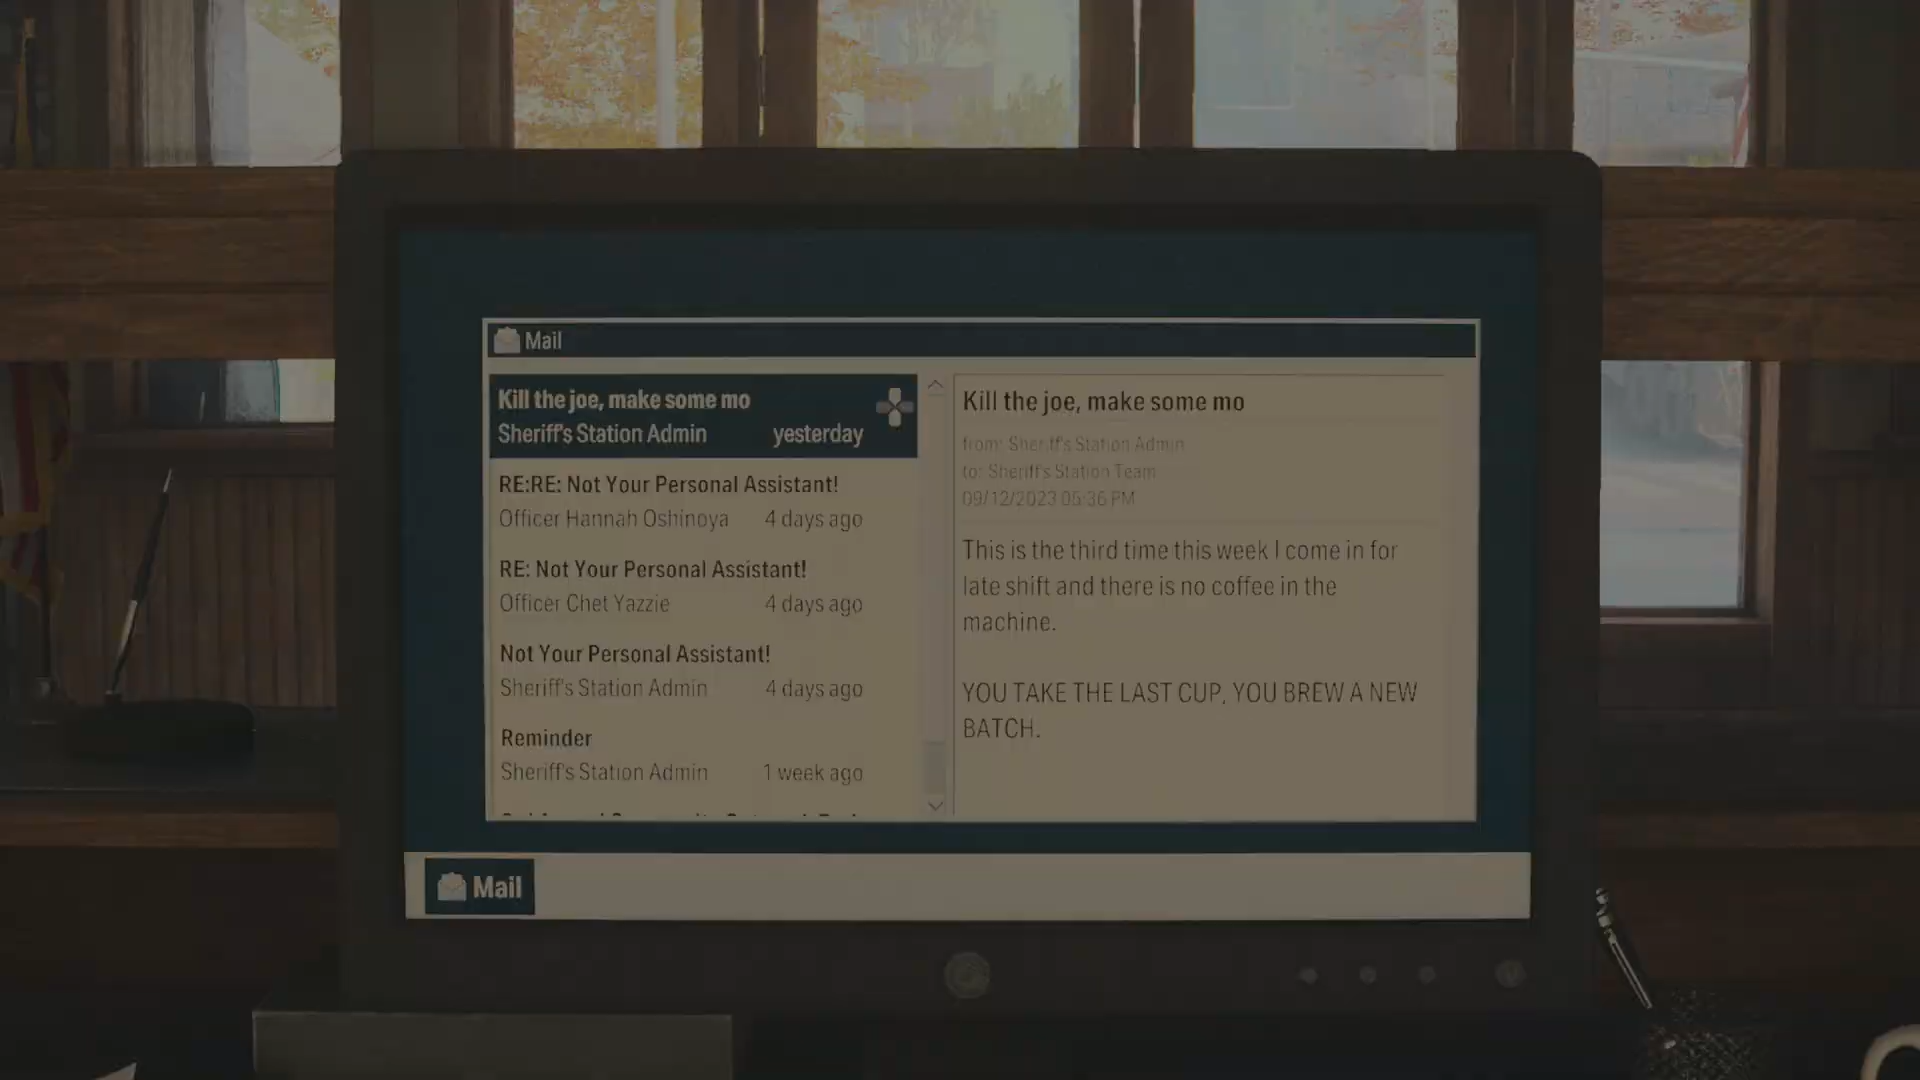 Mail
Kill the joe, make some mo
Sheriff's Station Admin yesterday
RE:RE: Not Your Personal Assistant!
Officer Hannah Oshinoya 4 days ago
RE: Not Your Personal Assistant!
Officer Chet Yazzie 4 days ago
Not Your Personal Assistant!
Sheriff's Station Admin 4 days ago
Reminder
Sheriff's Station Admin 1 week ago
Kill the joe, make some mo
from: Sheriff's Station Admin
to: Sheriff's Station Team
09/12/2023 05:36 PM
This is the third time this week I come in for
late shift and there is no coffee in the
machine.
YOU TAKE THE LAST CUP, YOU BREW A NEW
BATCH.
Mail